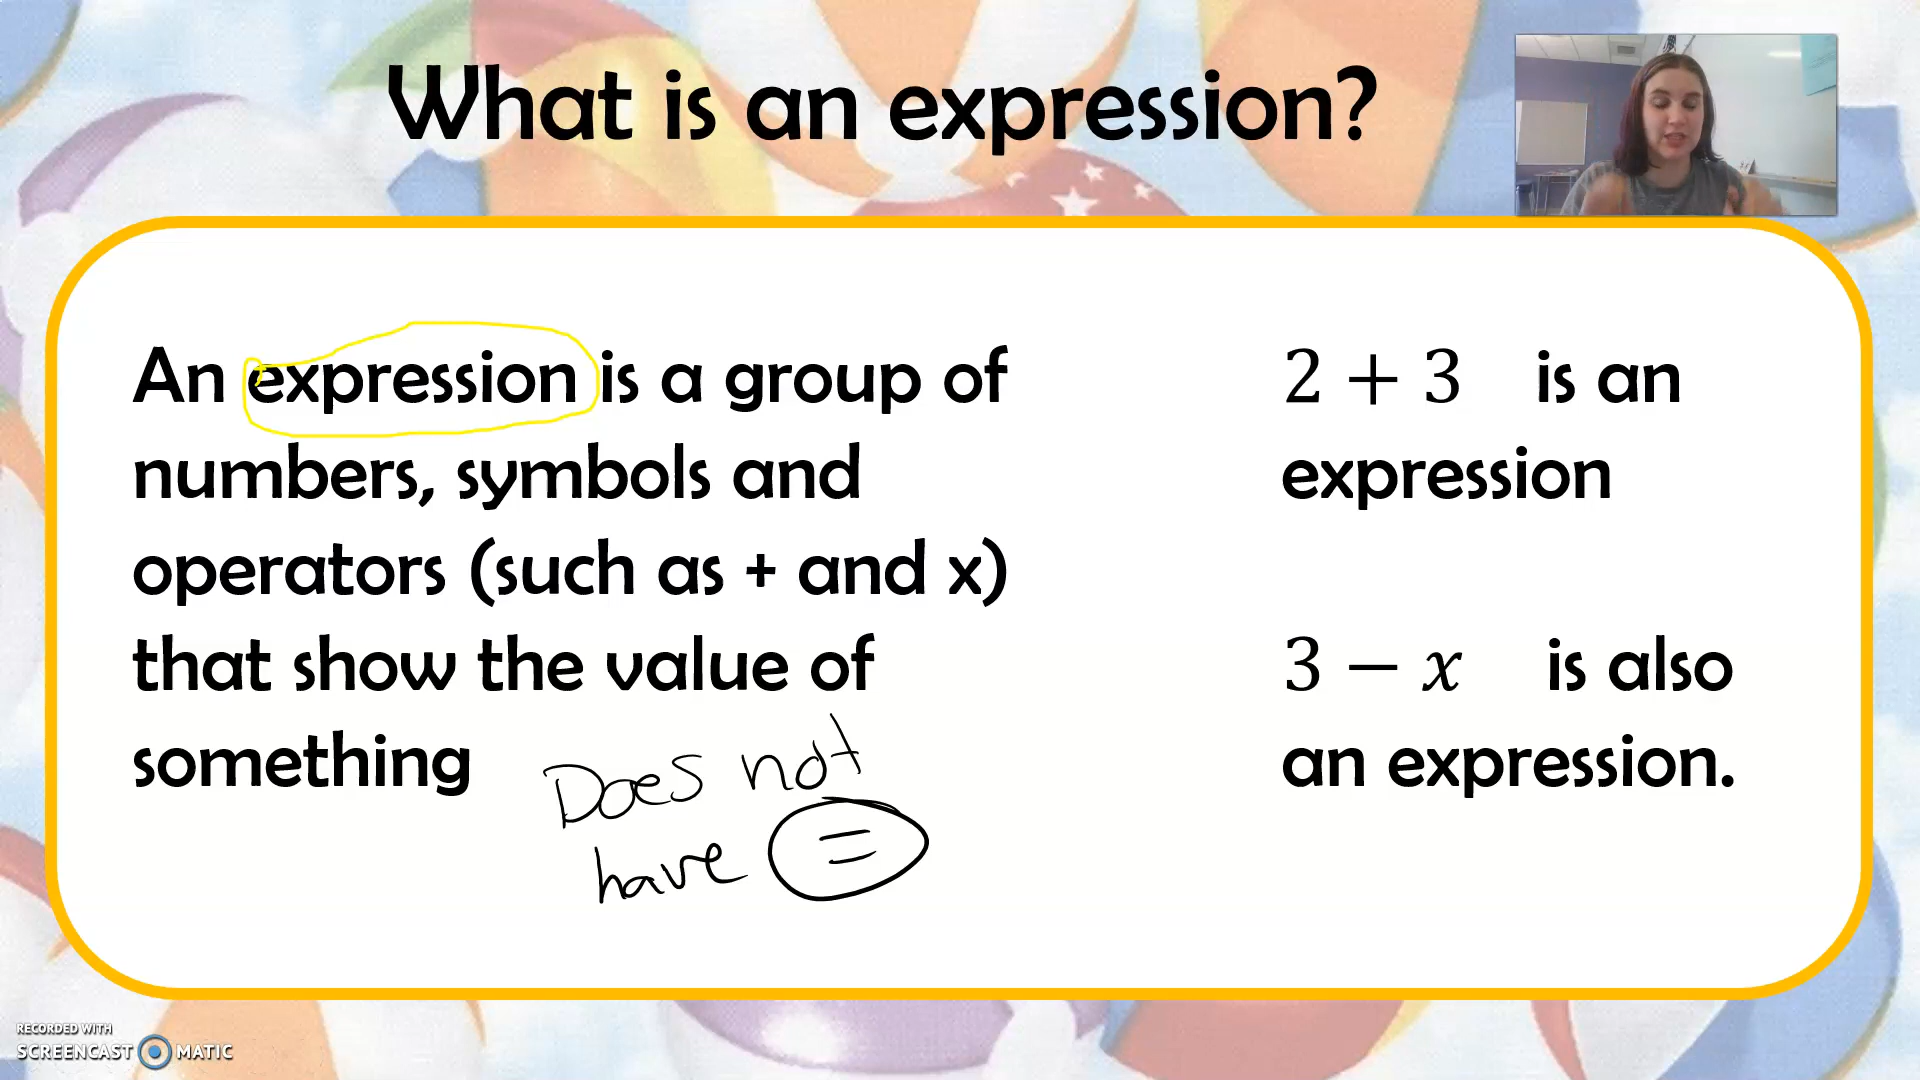 What is an expression?
An expression is a group of
numbers, symbols and
operators (such as + and x)
that show the value of
something
Does not
have =
2 + 3 is an
expression
3 − x is also
an expression.
RECORDED WITH
SCREENCAST MATIC